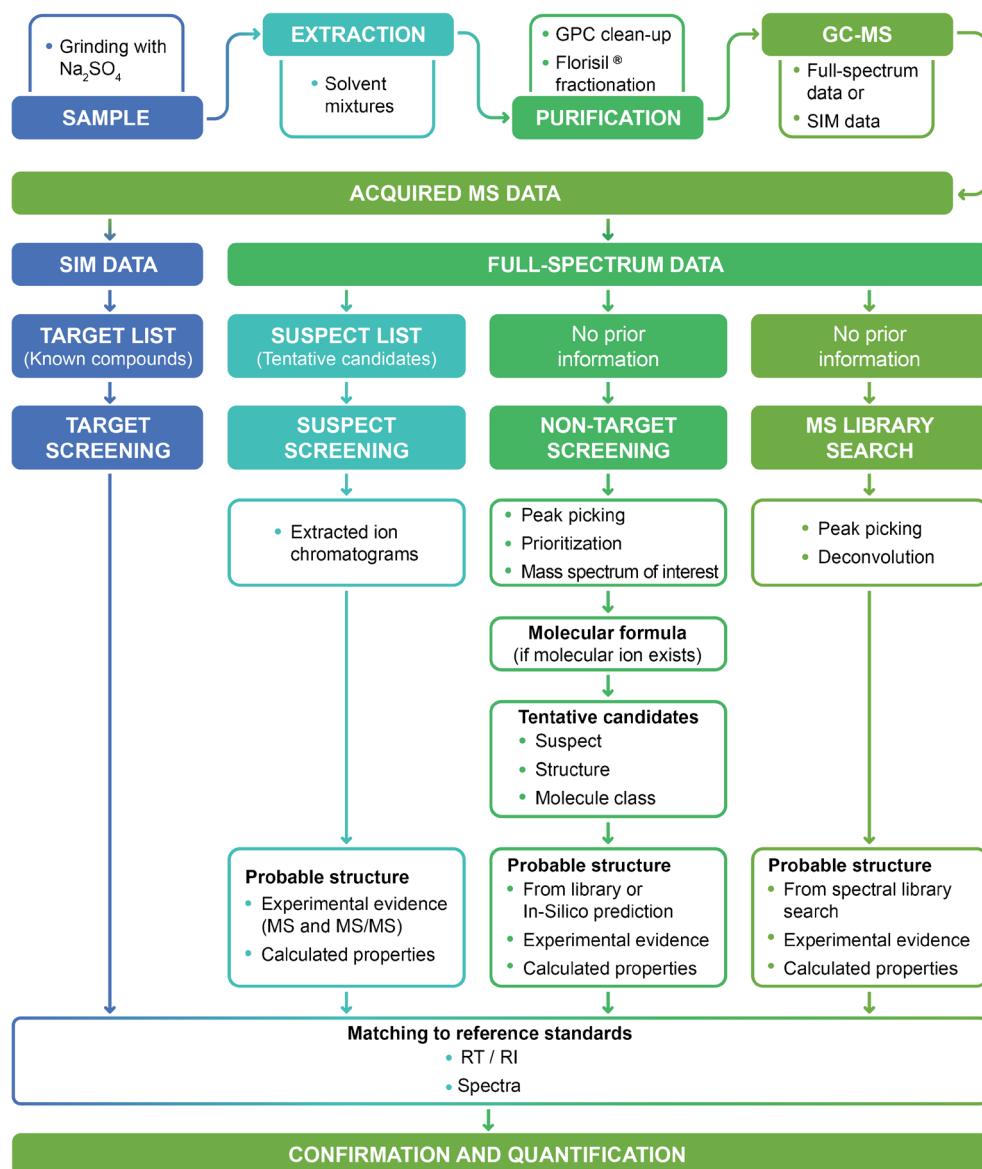 Grinding with
Na₂SO₄
SAMPLE
EXTRACTION
Solvent
mixtures
GPC clean-up
Florisil ®
fractionation
PURIFICATION
GC-MS
Full-spectrum
data or
SIM data
ACQUIRED MS DATA
SIM DATA
FULL-SPECTRUM DATA
TARGET LIST
(Known compounds)
SUSPECT LIST
(Tentative candidates)
No prior
information
No prior
information
TARGET
SCREENING
SUSPECT
SCREENING
NON-TARGET
SCREENING
MS LIBRARY
SEARCH
Extracted ion
chromatograms
Peak picking
Prioritization
Mass spectrum of interest
Peak picking
Deconvolution
Molecular formula
(if molecular ion exists)
Tentative candidates
Suspect
Structure
Molecule class
Probable structure
Experimental evidence
(MS and MS/MS)
Calculated properties
Probable structure
From library or
In-Silico prediction
Experimental evidence
Calculated properties
Probable structure
From spectral library
search
Experimental evidence
Calculated properties
Matching to reference standards
RT / RI
Spectra
CONFIRMATION AND QUANTIFICATION